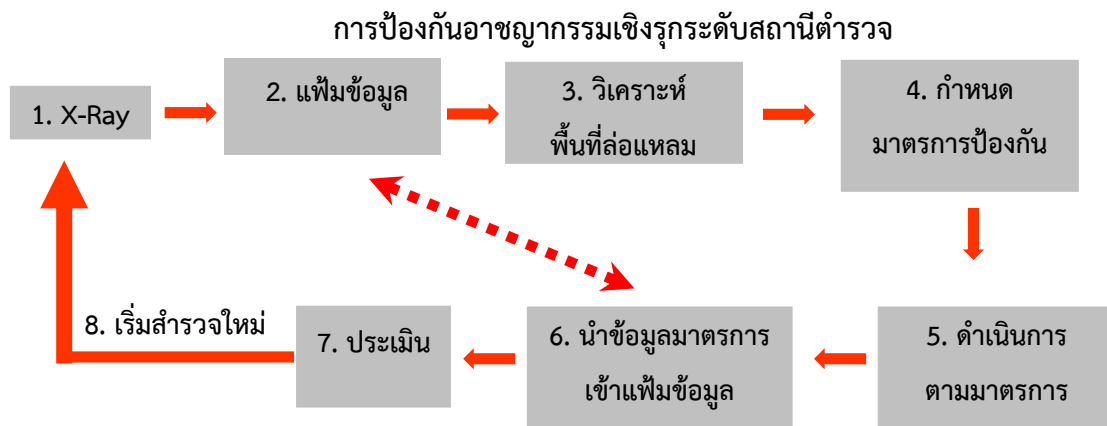 การป้องกันอาชญากรรมเชิงรุกระดับสถานีตำรวจ
1. X-Ray
2. แฟ้มข้อมูล
3. วิเคราะห์
พื้นที่ล่อแหลม
4. กำหนด
มาตรการป้องกัน
5. ดำเนินการ
ตามมาตรการ
6. นำข้อมูลมาตรการ
เข้าแฟ้มข้อมูล
7. ประเมิน
8. เริ่มสำรวจใหม่